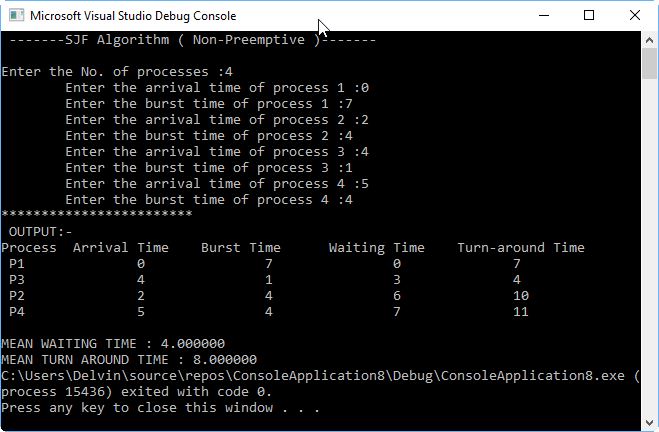 Microsoft Visual Studio Debug Console
-------SJF Algorithm ( Non-Preemptive )-------
Enter the No. of processes :4
Enter the arrival time of process 1 :0
Enter the burst time of process 1 :7
Enter the arrival time of process 2 :2
Enter the burst time of process 2 :4
Enter the arrival time of process 3 :4
Enter the burst time of process 3 :1
Enter the arrival time of process 4 :5
Enter the burst time of process 4 :4
************************
OUTPUT:-
Process Arrival Time Burst Time Waiting Time Turn-around Time
P1 0 7 0 7
P3 4 1 3 4
P2 2 4 6 10
P4 5 4 7 11
MEAN WAITING TIME : 4.000000
MEAN TURN AROUND TIME : 8.000000
C:\Users\Delvin\source\repos\ConsoleApplication8\Debug\ConsoleApplication8.exe (
process 15436) exited with code 0.
Press any key to close this window . . .